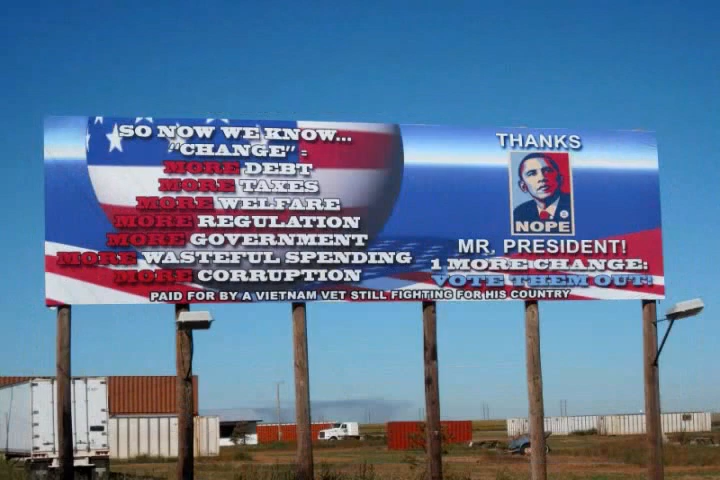 SO NOW WE KNOW...
"CHANGE" =
MORE DEBT
MORE TAXES
MORE WELFARE
MORE REGULATION
MORE GOVERNMENT
MORE WASTEFUL SPENDING
MORE CORRUPTION
THANKS
NOPE
MR. PRESIDENT!
1 MORE CHANGE:
VOTE THEM OUT!
PAID FOR BY A VIETNAM VET STILL FIGHTING FOR HIS COUNTRY